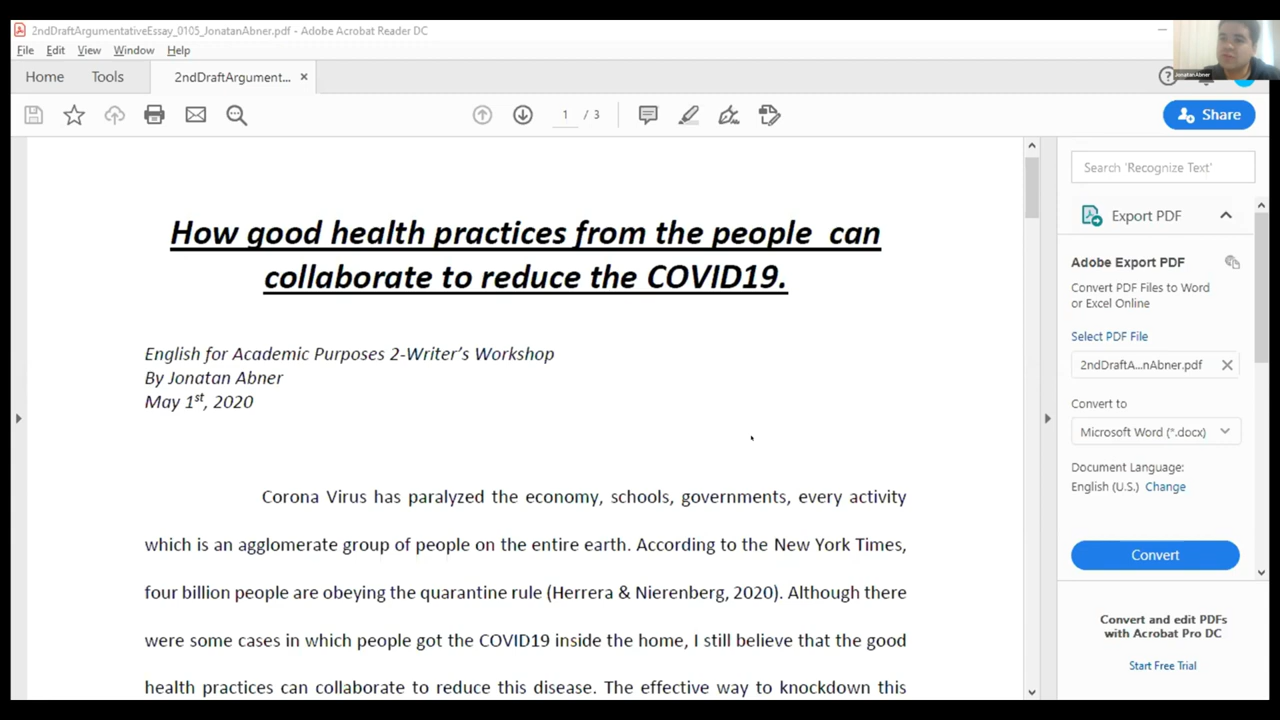 2ndDraftArgumentativeEssay_0105_JonatanAbner.pdf - Adobe Acrobat Reader DC
File Edit View Window Help
JonatanAbner
Home Tools 2ndDraftArgument... ×
1 / 3
Share
Search 'Recognize Text'
Export PDF
Adobe Export PDF
Convert PDF Files to Word
or Excel Online
Select PDF File
2ndDraftA...nAbner.pdf
Convert to
Microsoft Word (*.docx)
Document Language:
English (U.S.) Change
Convert
Convert and edit PDFs
with Acrobat Pro DC
Start Free Trial
How good health practices from the people can
collaborate to reduce the COVID19.
English for Academic Purposes 2-Writer's Workshop
By Jonatan Abner
May 1st, 2020
Corona Virus has paralyzed the economy, schools, governments, every activity
which is an agglomerate group of people on the entire earth. According to the New York Times,
four billion people are obeying the quarantine rule (Herrera & Nierenberg, 2020). Although there
were some cases in which people got the COVID19 inside the home, I still believe that the good
health practices can collaborate to reduce this disease. The effective way to knockdown this